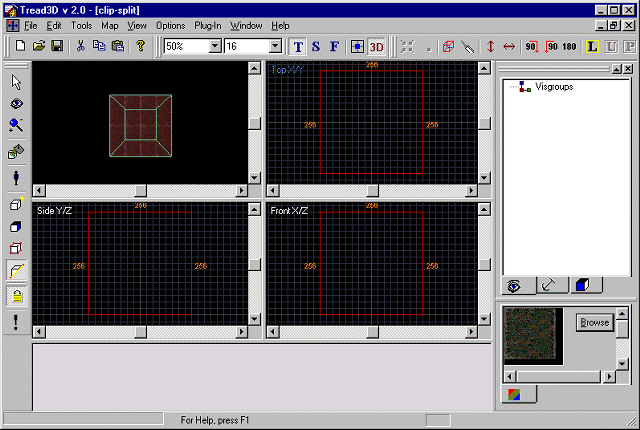 Tread3D v 2.0 - (clip-split)
File Edit Tools Map View Options Plug-In Window Help
50% 16 T S F 3D 90 90 180 L U P
Top X/Y
256
256 256
Visgroups
Side Y/Z
256
256 256
Front X/Z
256
256 256
Browse
For Help, press F1